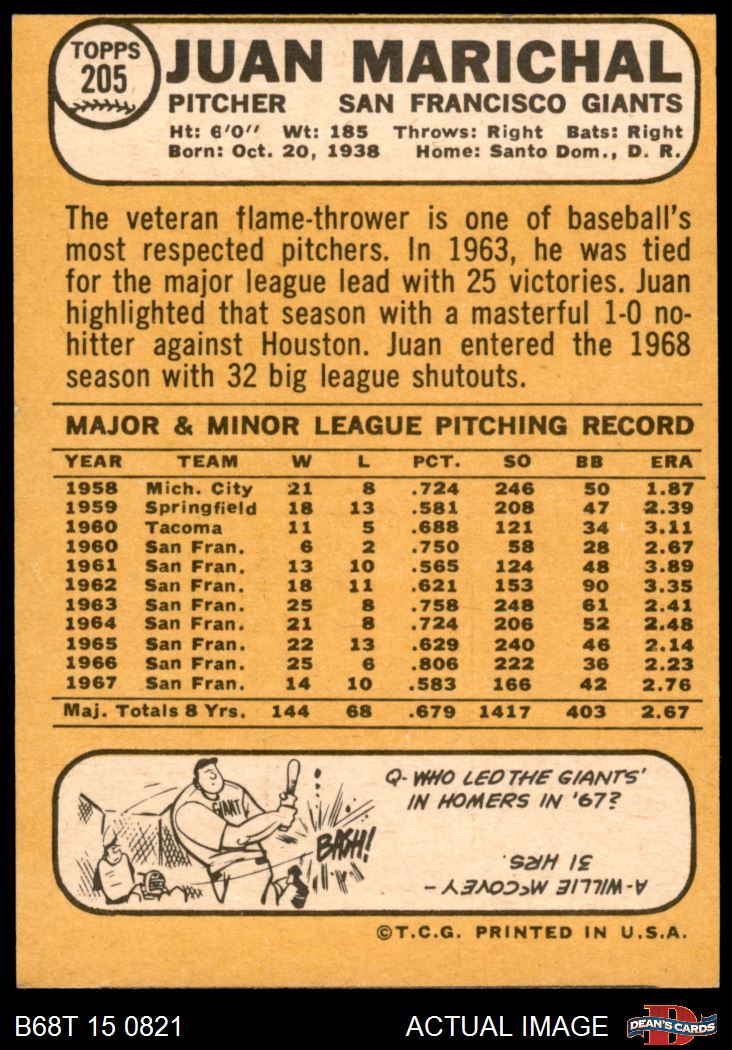 TOPPS
205
JUAN MARICHAL
PITCHER SAN FRANCISCO GIANTS
Ht: 6'0" Wt: 185 Throws: Right Bats: Right
Born: Oct. 20, 1938 Home: Santo Dom., D. R.
The veteran flame-thrower is one of baseball's
most respected pitchers. In 1963, he was tied
for the major league lead with 25 victories. Juan
highlighted that season with a masterful 1-0 no-
hitter against Houston. Juan entered the 1968
season with 32 big league shutouts.
MAJOR & MINOR LEAGUE PITCHING RECORD
YEAR TEAM W L PCT. SO BB ERA
1958 Mich. City 21 8 .724 246 50 1.87
1959 Springfield 18 13 .581 208 47 2.39
1960 Tacoma 11 5 .688 121 34 3.11
1960 San Fran. 6 2 .750 58 28 2.67
1961 San Fran. 13 10 .565 124 48 3.89
1962 San Fran. 18 11 .621 153 90 3.35
1963 San Fran. 25 8 .758 248 61 2.41
1964 San Fran. 21 8 .724 206 52 2.48
1965 San Fran. 22 13 .629 240 46 2.14
1966 San Fran. 25 6 .806 222 36 2.23
1967 San Fran. 14 10 .583 166 42 2.76
Maj. Totals 8 Yrs. 144 68 .679 1417 403 2.67
GIANT
BASH!
Q- WHO LED THE GIANTS'
IN HOMERS IN '67?
A-WILLIE McCOVEY –
31 HRS.
©T.C.G. PRINTED IN U.S.A.
B68T 15 0821 ACTUAL IMAGE
D
DEAN'S CARDS